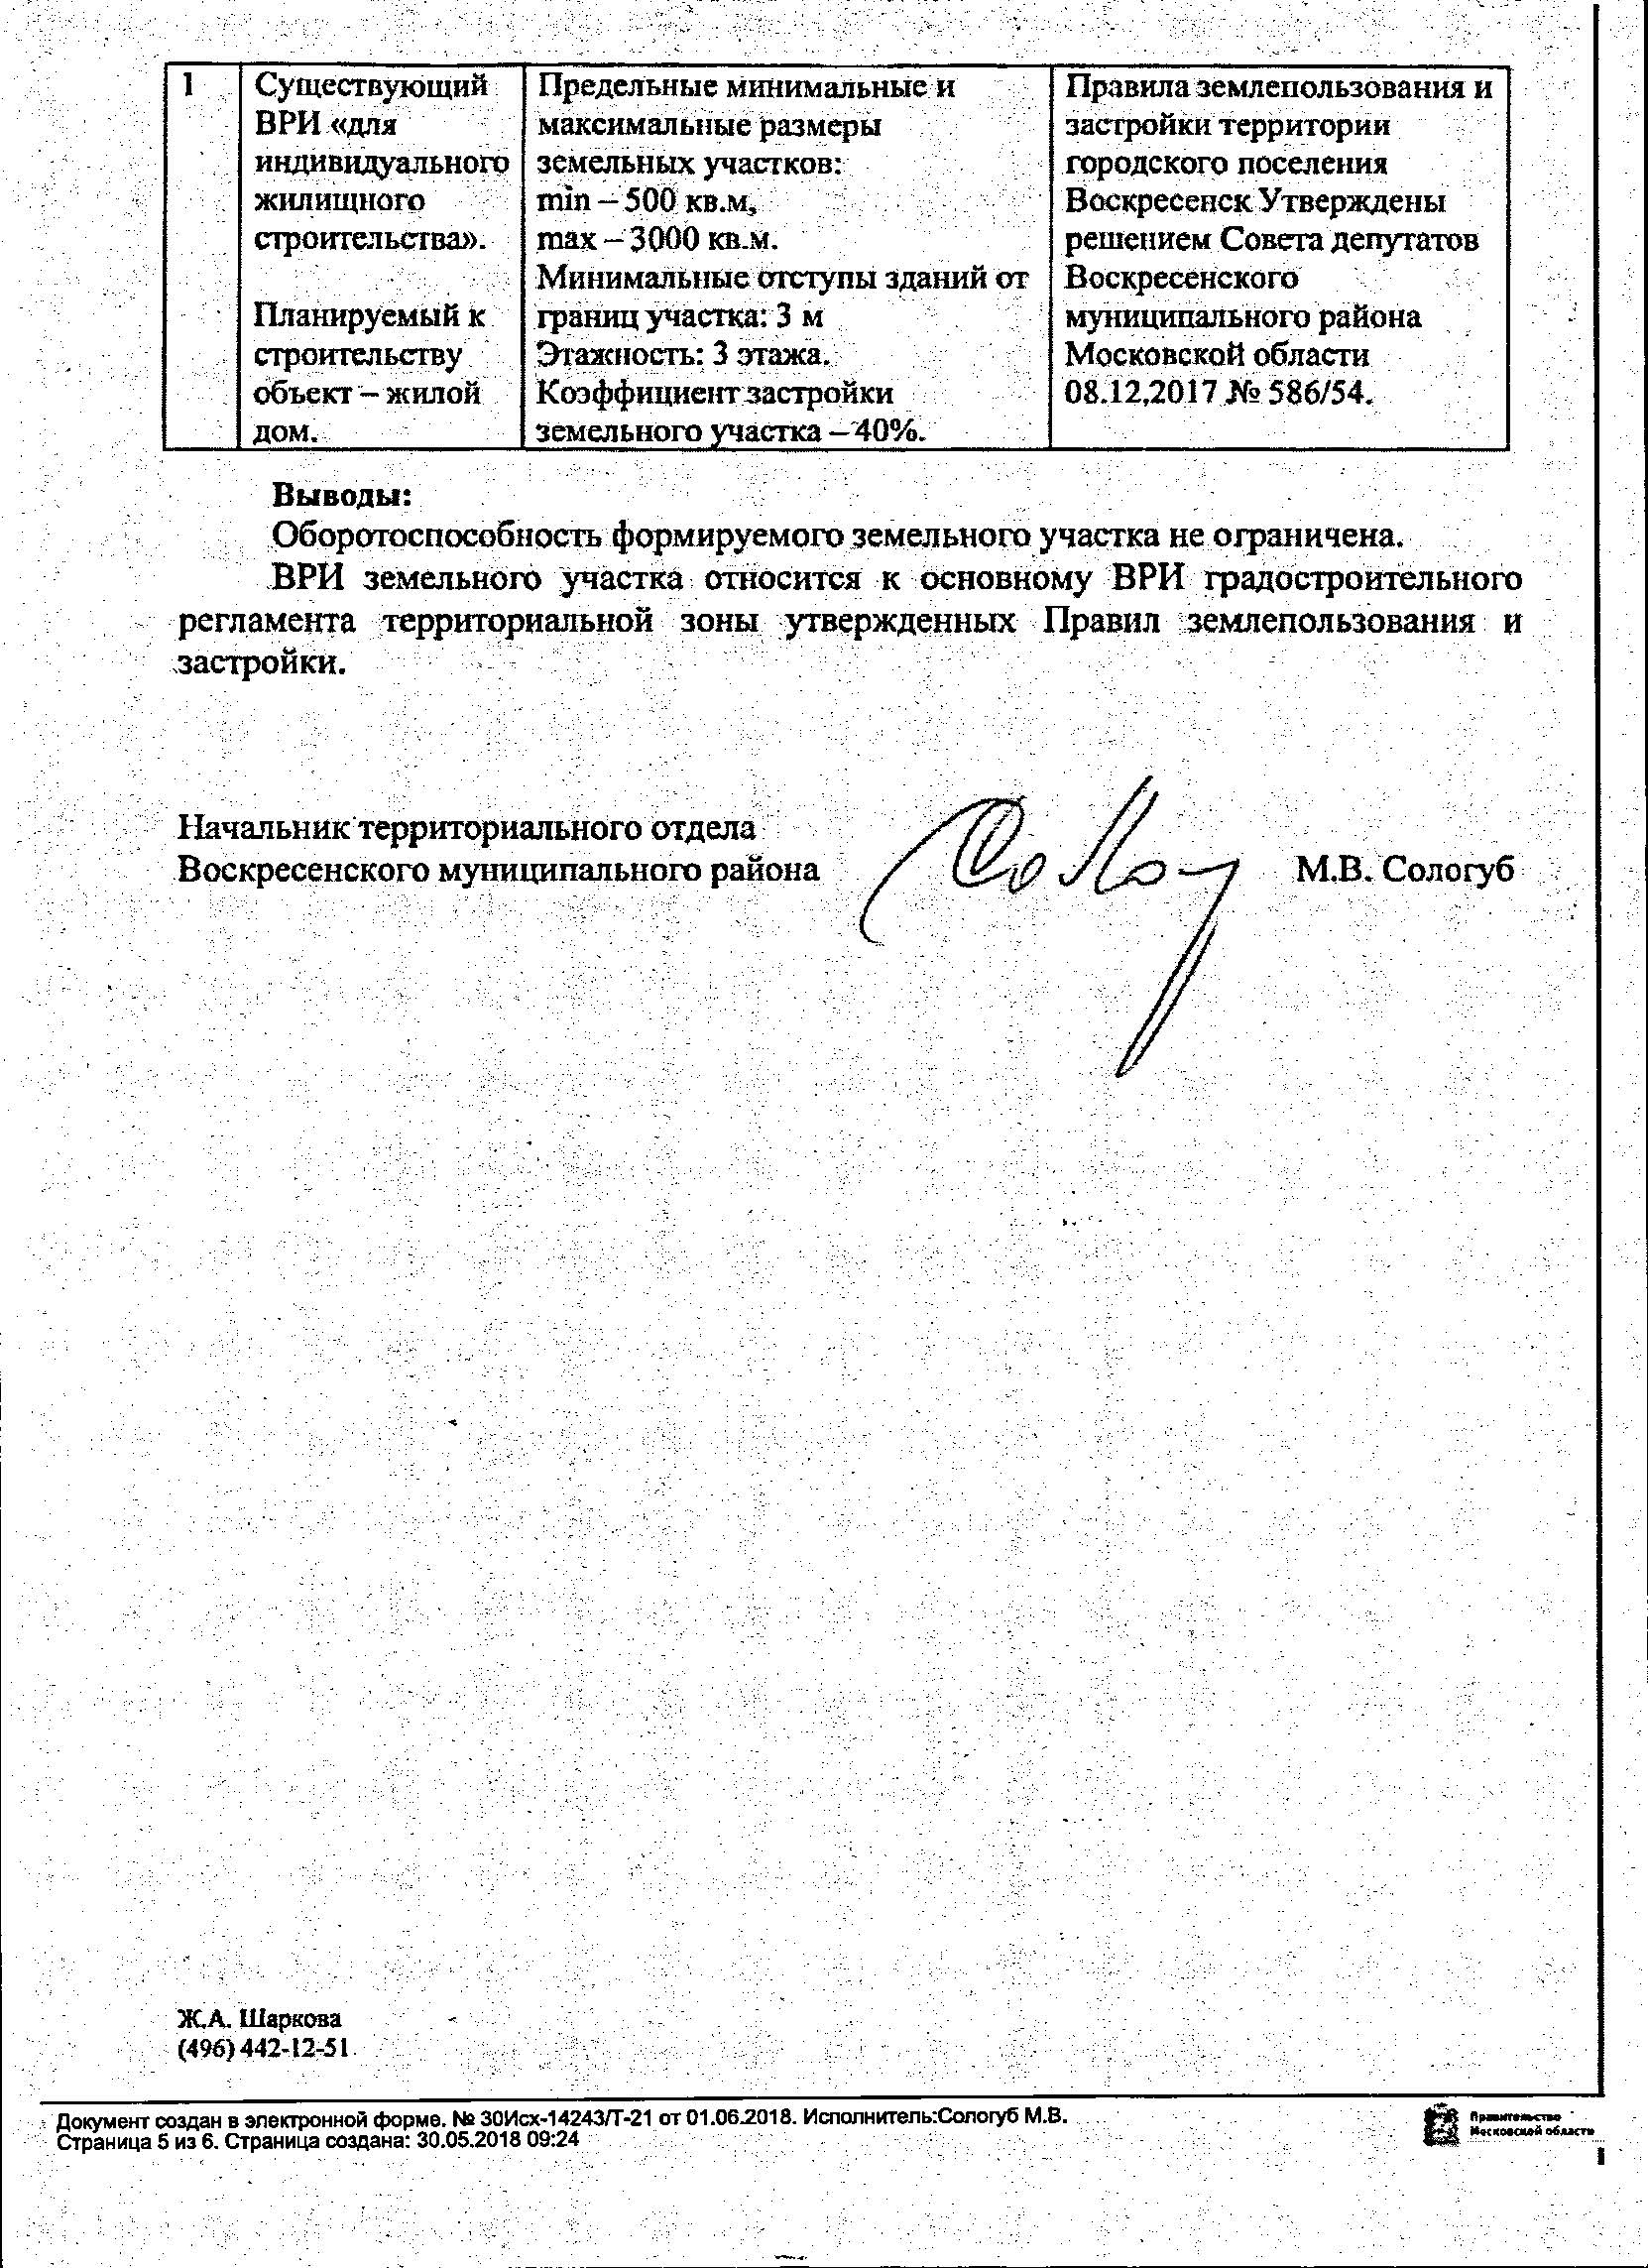 1
Существующий
ВРИ «для
индивидуального
жилищного
строительства».
Планируемый к
строительству
объект – жилой
дом.
Предельные минимальные и
максимальные размеры
земельных участков:
min – 500 кв.м,
max – 3000 кв.м.
Минимальные отступы зданий от
границ участка: 3 м
Этажность: 3 этажа.
Коэффициент застройки
земельного участка – 40%.
Правила землепользования и
застройки территории
городского поселения
Воскресенск Утверждены
решением Совета депутатов
Воскресенского
муниципального района
Московской области
08.12.2017 № 586/54.
Выводы:
Оборотоспособность формируемого земельного участка не ограничена.
ВРИ земельного участка относится к основному ВРИ градостроительного
регламента территориальной зоны утвержденных Правил землепользования и
застройки.
Начальник территориального отдела
Воскресенского муниципального района
М.В. Сологуб
Ж.А. Шаркова
(496) 442-12-51
Документ создан в электронной форме. № 30Исх-14243/Т-21 от 01.06.2018. Исполнитель:Сологуб М.В.
Страница 5 из 6. Страница создана: 30.05.2018 09:24
Правительство
Московской области